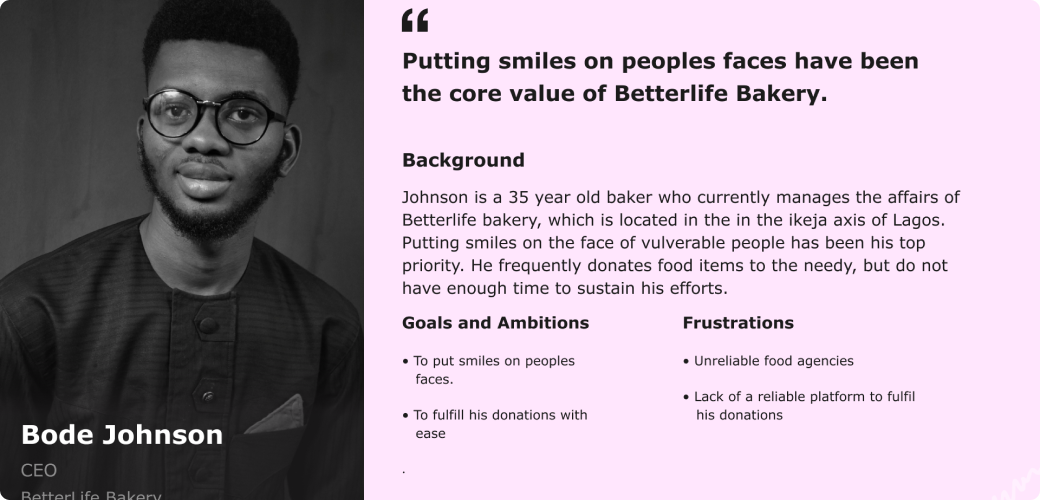 “
Putting smiles on peoples faces have been
the core value of Betterlife Bakery.
Background
Johnson is a 35 year old baker who currently manages the affairs of
Betterlife bakery, which is located in the in the ikeja axis of Lagos.
Putting smiles on the face of vulverable people has been his top
priority. He frequently donates food items to the needy, but do not
have enough time to sustain his efforts.
Goals and Ambitions
• To put smiles on peoples
faces.
• To fulfill his donations with
ease
.
Frustrations
• Unreliable food agencies
• Lack of a reliable platform to fulfil
his donations
Bode Johnson
CEO
BetterLife Bakery